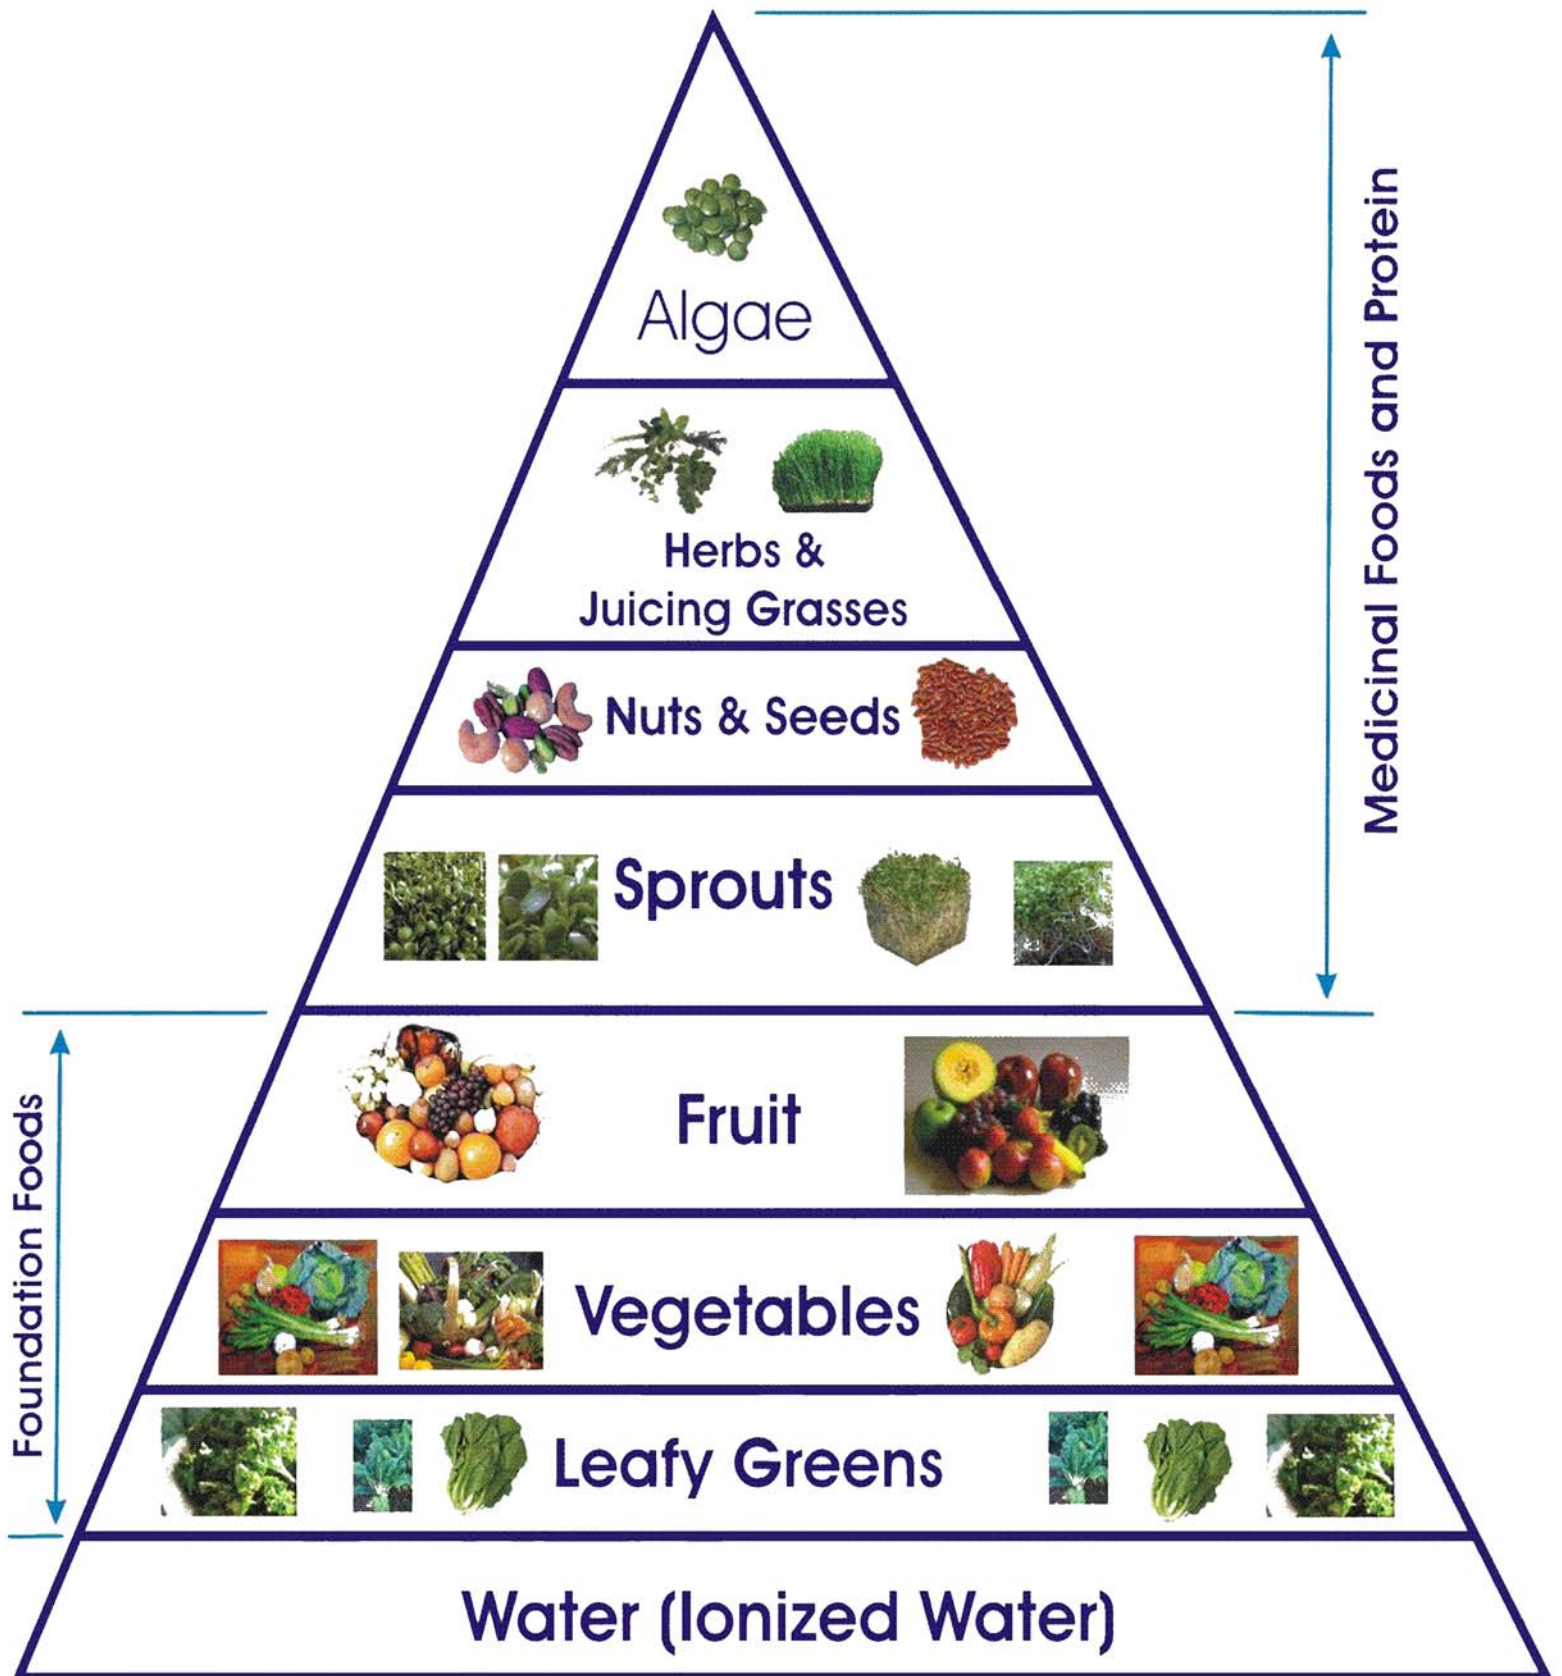 Algae
Herbs &
Juicing Grasses
Nuts & Seeds
Sprouts
Fruit
Vegetables
Leafy Greens
Water (Ionized Water)
Medicinal Foods and Protein
Foundation Foods